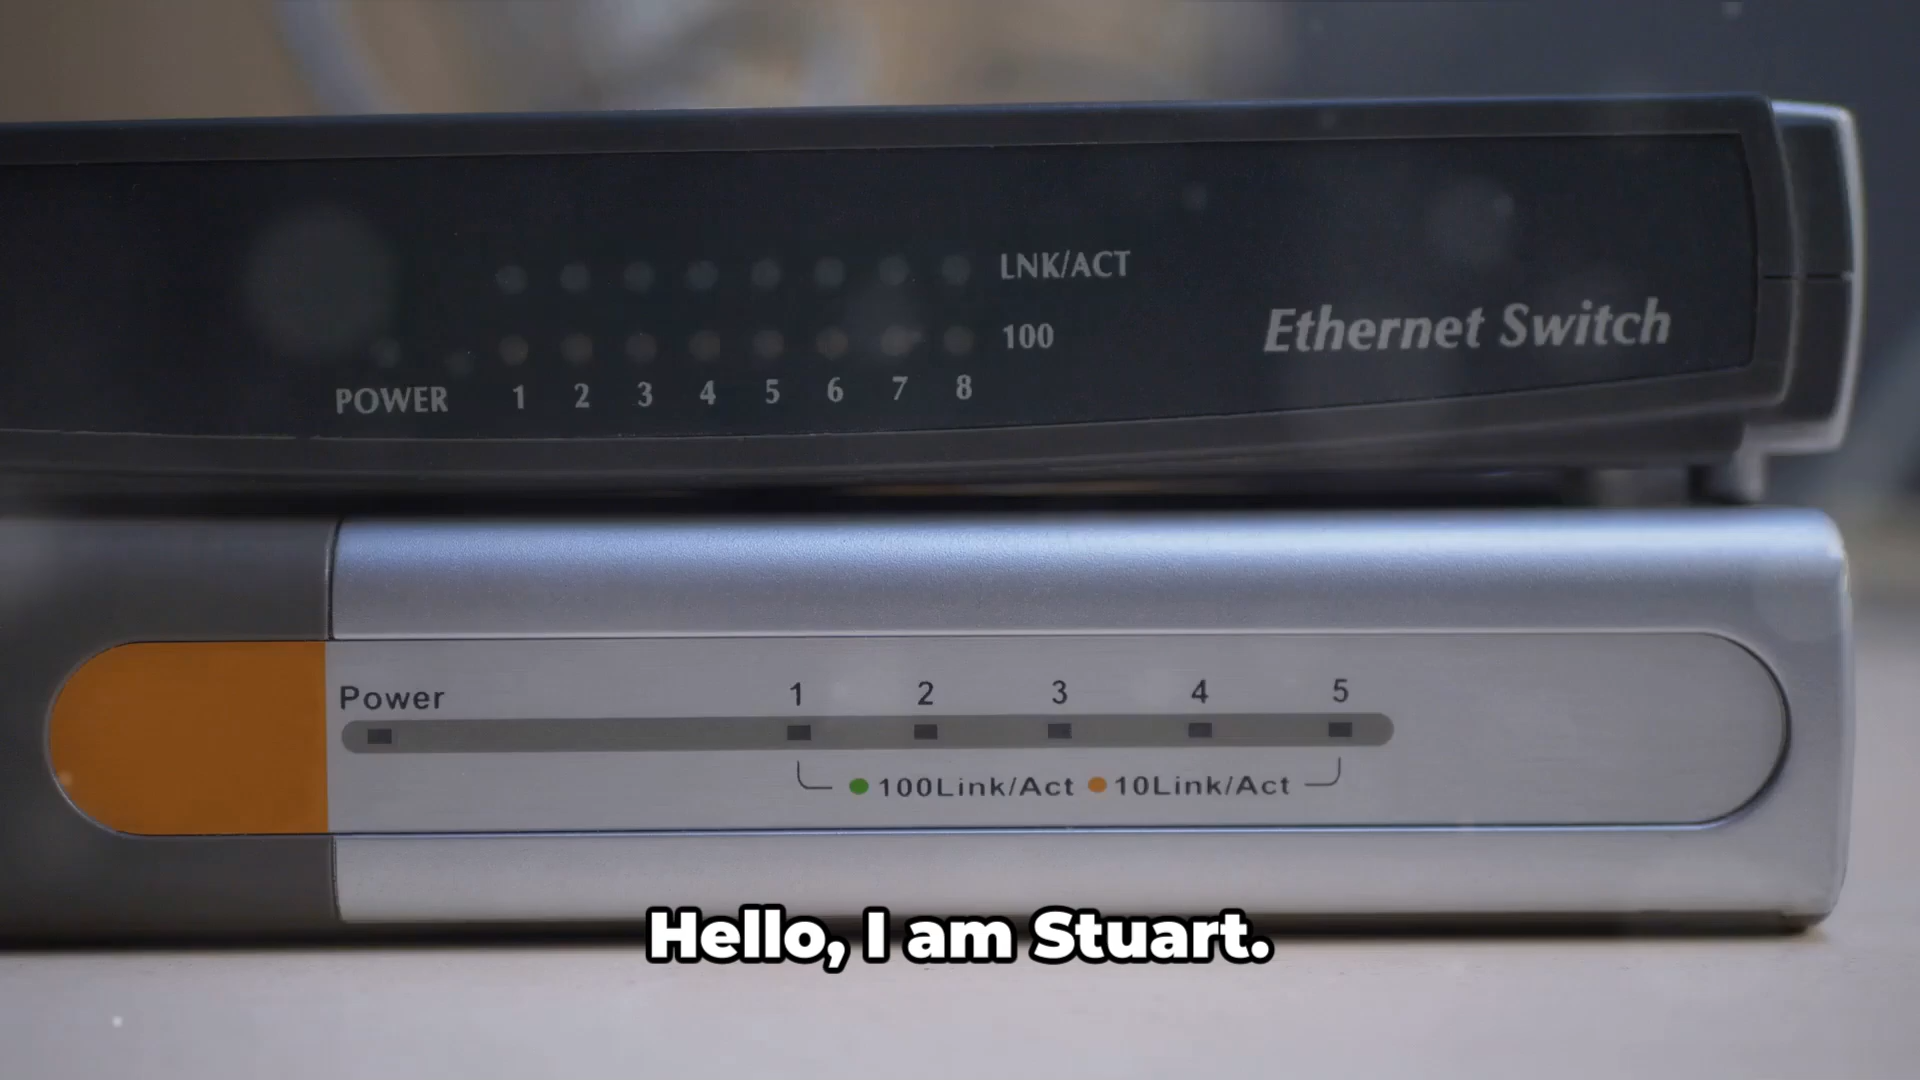 LNK/ACT
100
Ethernet Switch
POWER 1 2 3 4 5 6 7 8
Power 1 2 3 4 5
100Link/Act 10Link/Act
Hello, I am Stuart.